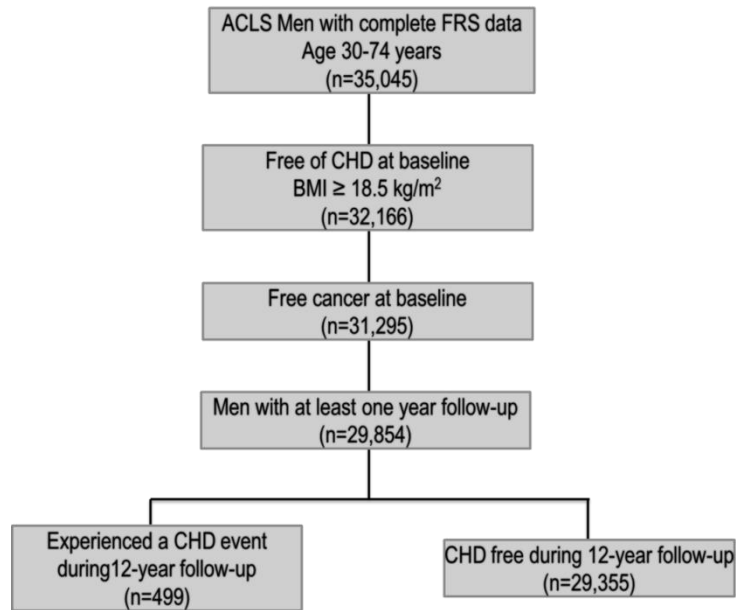 ACLS Men with complete FRS data
Age 30-74 years
(n=35,045)
Free of CHD at baseline
BMI ≥ 18.5 kg/m²
(n=32,166)
Free cancer at baseline
(n=31,295)
Men with at least one year follow-up
(n=29,854)
Experienced a CHD event
during12-year follow-up
(n=499)
CHD free during 12-year follow-up
(n=29,355)